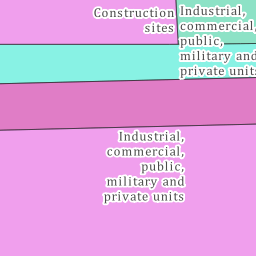 Construction
sites
Industrial,
commercial,
public,
military and
private units
Industrial,
commercial,
public,
military and
private units